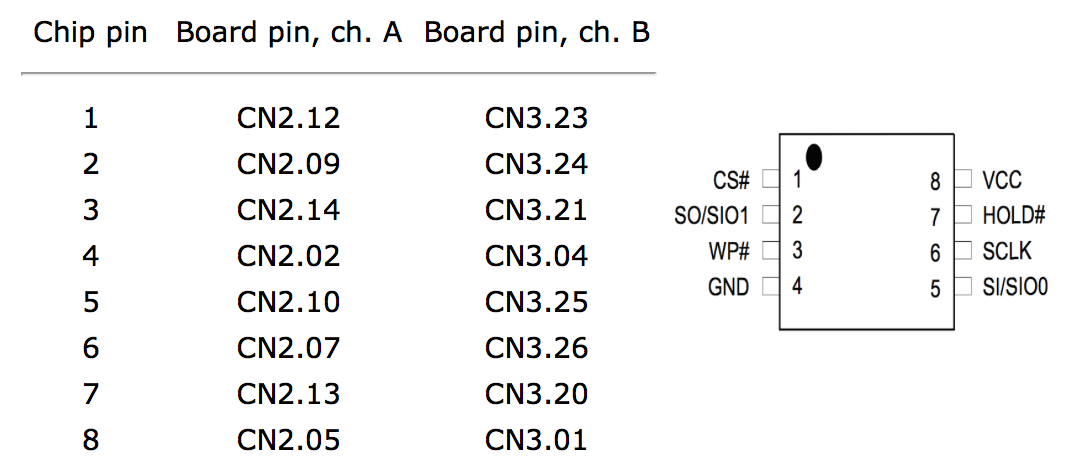 Chip pin Board pin, ch. A Board pin, ch. B
1 CN2.12 CN3.23
2 CN2.09 CN3.24
3 CN2.14 CN3.21
4 CN2.02 CN3.04
5 CN2.10 CN3.25
6 CN2.07 CN3.26
7 CN2.13 CN3.20
8 CN2.05 CN3.01
CS# 1 8 VCC
SO/SIO1 2 7 HOLD#
WP# 3 6 SCLK
GND 4 5 SI/SIO0